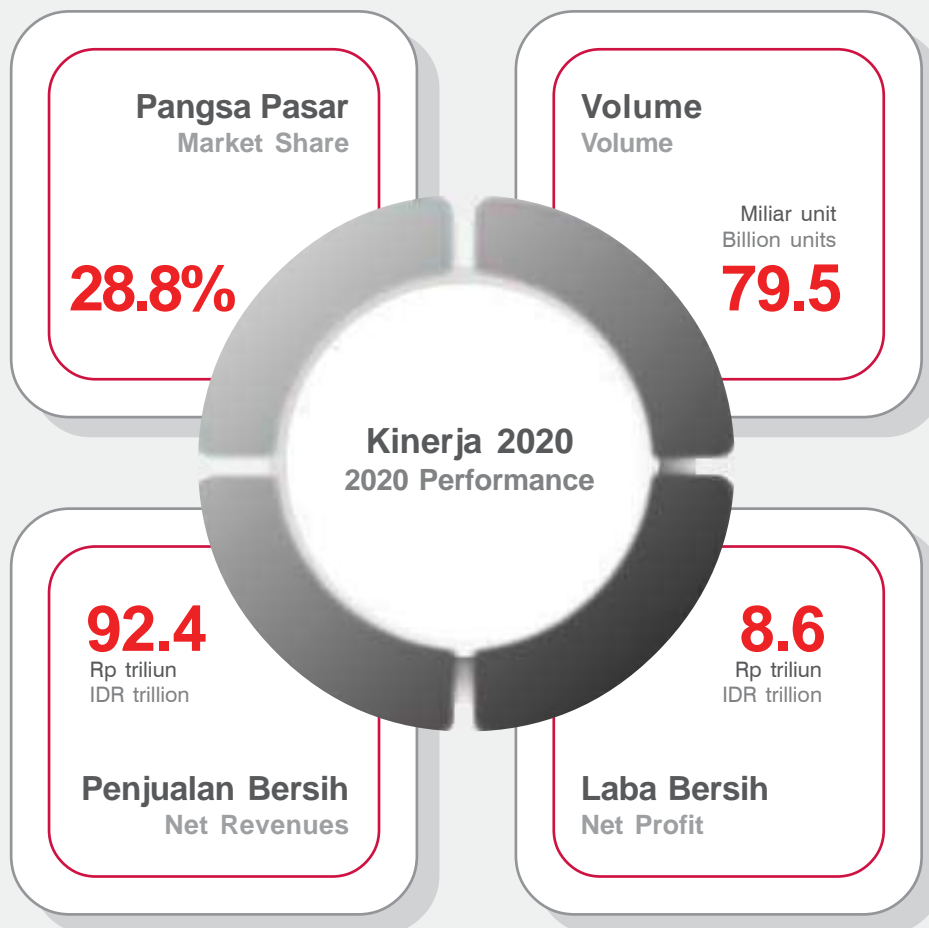 Pangsa Pasar
Market Share
28.8%
Volume
Volume
Miliar unit
Billion units
79.5
Kinerja 2020
2020 Performance
92.4
Rp triliun
IDR trillion
Penjualan Bersih
Net Revenues
8.6
Rp triliun
IDR trillion
Laba Bersih
Net Profit